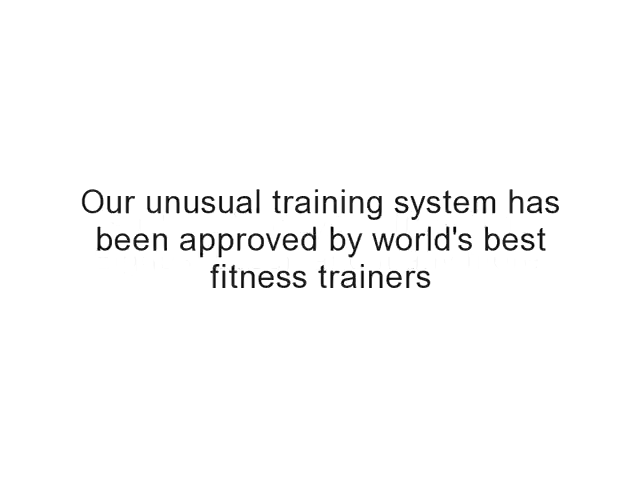 Our unusual training system has
been approved by world's best
fitness trainers